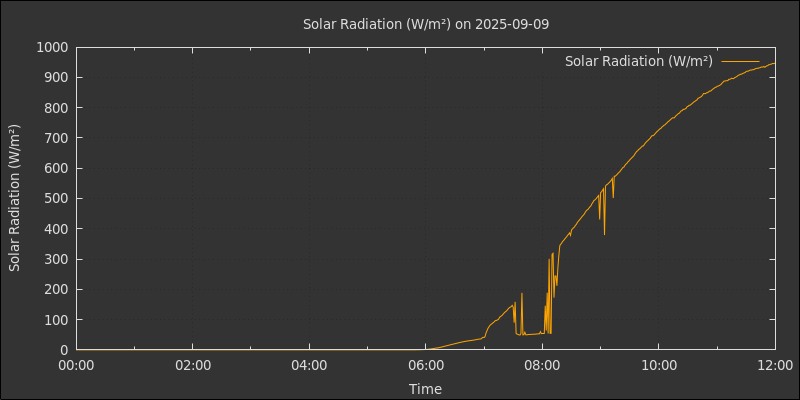 Solar Radiation (W/m²) on 2025-09-09
Solar Radiation (W/m²)
Solar Radiation (W/m²)
1000
900
800
700
600
500
400
300
200
100
0
00:00 02:00 04:00 06:00 08:00 10:00 12:00
Time